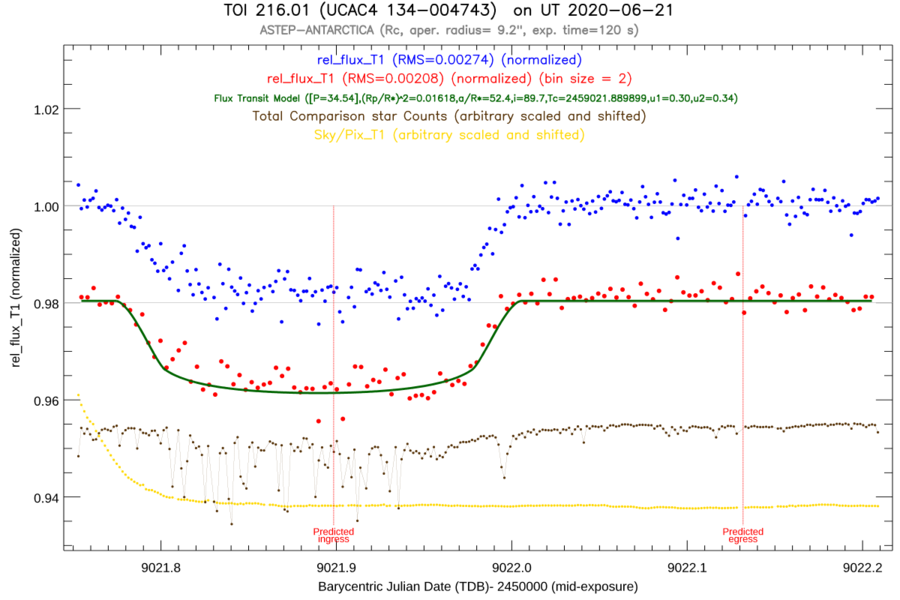 TOI 216.01 (UCAC4 134-004743) on UT 2020-06-21
ASTEP-ANTARCTICA (Rc, aper. radius= 9.2", exp. time=120 s)
rel_flux_T1 (RMS=0.00274) (normalized)
rel_flux_T1 (RMS=0.00208) (normalized) (bin size = 2)
Flux Transit Model ([P=34.54],(Rp/R*)^2=0.01618,a/R*=52.4,i=89.7,Tc=2459021.889899,u1=0.30,u2=0.34)
Total Comparison star Counts (arbitrary scaled and shifted)
Sky/Pix_T1 (arbitrary scaled and shifted)
rel_flux_T1 (normalized)
1.02
1.00
0.98
0.96
0.94
Predicted
ingress
Predicted
egress
9021.8
9021.9
9022.0
9022.1
9022.2
Barycentric Julian Date (TDB)- 2450000 (mid-exposure)